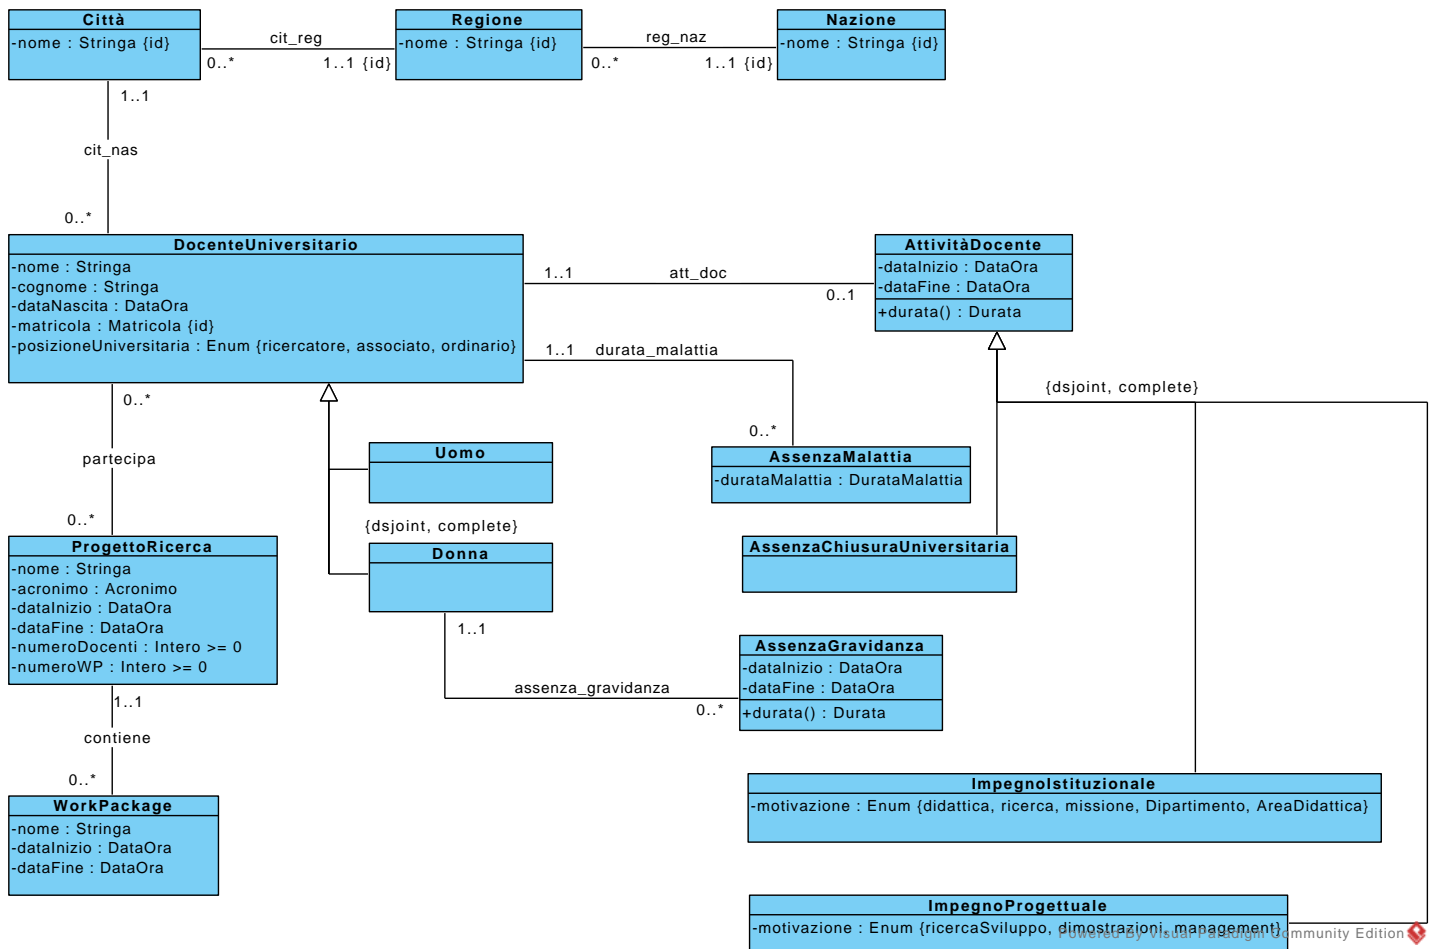 Città
-nome : Stringa {id}
cit_reg
0..*
1..1 {id}
Regione
-nome : Stringa {id}
reg_naz
0..*
1..1 {id}
Nazione
-nome : Stringa {id}
1..1
cit_nas
0..*
DocenteUniversitario
-nome : Stringa
-cognome : Stringa
-dataNascita : DataOra
-matricola : Matricola {id}
-posizioneUniversitaria : Enum {ricercatore, associato, ordinario}
1..1
att_doc
0..1
AttivitàDocente
-dataInizio : DataOra
-dataFine : DataOra
+durata() : Durata
1..1
durata_malattia
0..*
{dsjoint, complete}
0..*
partecipa
0..*
Uomo
{dsjoint, complete}
Donna
AssenzaMalattia
-durataMalattia : DurataMalattia
AssenzaChiusuraUniversitaria
ProgettoRicerca
-nome : Stringa
-acronimo : Acronimo
-dataInizio : DataOra
-dataFine : DataOra
-numeroDocenti : Intero >= 0
-numeroWP : Intero >= 0
1..1
assenza_gravidanza
0..*
AssenzaGravidanza
-dataInizio : DataOra
-dataFine : DataOra
+durata() : Durata
1..1
contiene
0..*
WorkPackage
-nome : Stringa
-dataInizio : DataOra
-dataFine : DataOra
ImpegnoIstituzionale
-motivazione : Enum {didattica, ricerca, missione, Dipartimento, AreaDidattica}
ImpegnoProgettuale
-motivazione : Enum {ricercaSviluppo, dimostrazioni, management}
Powered By Visual Paradigm Community Edition